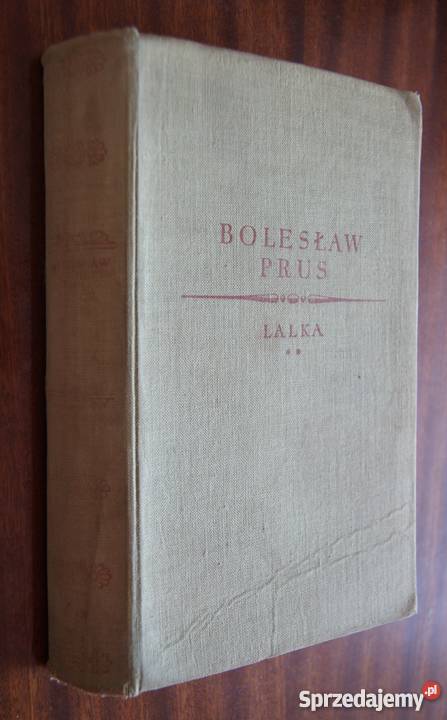 BOLESŁAW
PRUS
LALKA
**
Sprzedajemy.pl